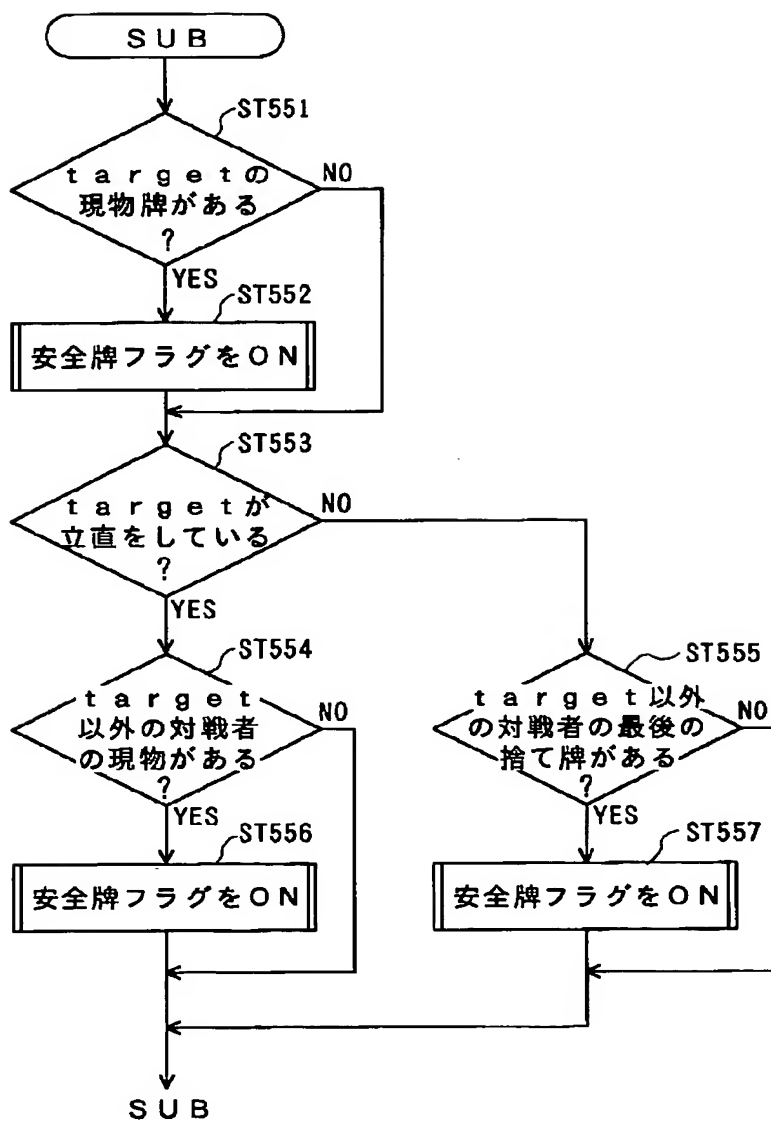 SUB
ST551
targetの
現物牌がある
?
NO
YES
ST552
安全牌フラグをON
ST553
targetが
立直をしている
?
NO
YES
ST554
target
以外の対戦者
の現物がある
?
NO
YES
ST555
target以外
の対戦者の最後の
捨て牌がある
?
NO
YES
ST556
安全牌フラグをON
ST557
安全牌フラグをON
SUB